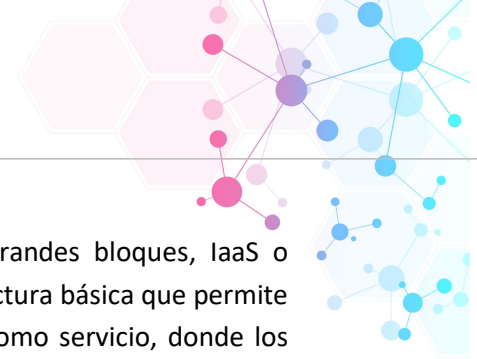 randes bloques, IaaS o
ctura básica que permite
omo servicio, donde los